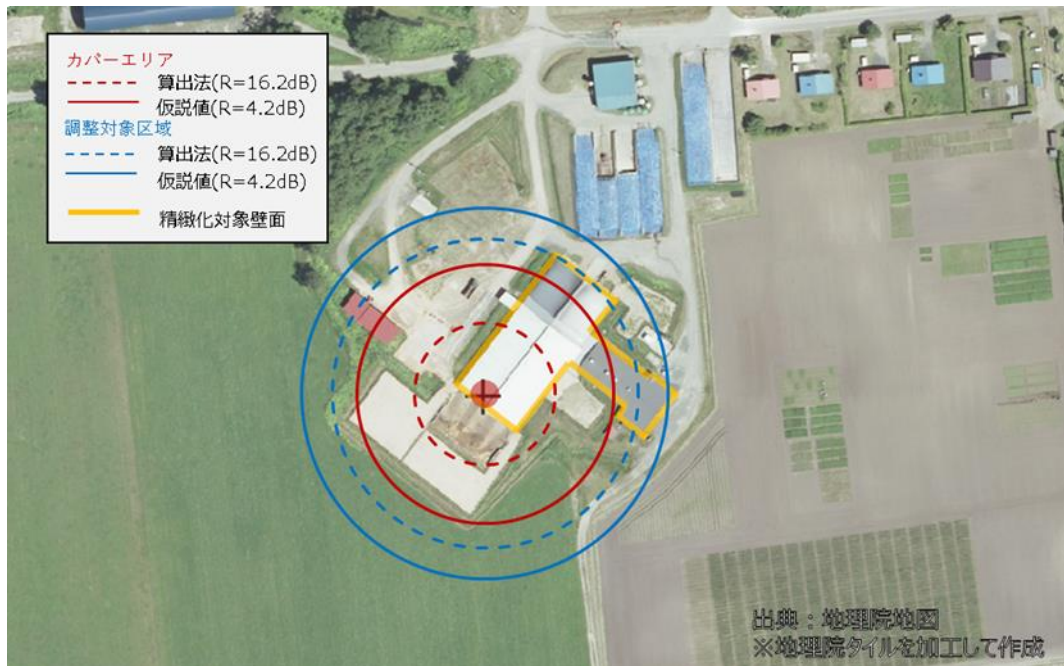 カバーエリア
算出法(R=16.2dB)
仮説値(R=4.2dB)
調整対象区域
算出法(R=16.2dB)
仮説値(R=4.2dB)
精緻化対象壁面
出典：地理院地図
※地理院タイルを加工して作成